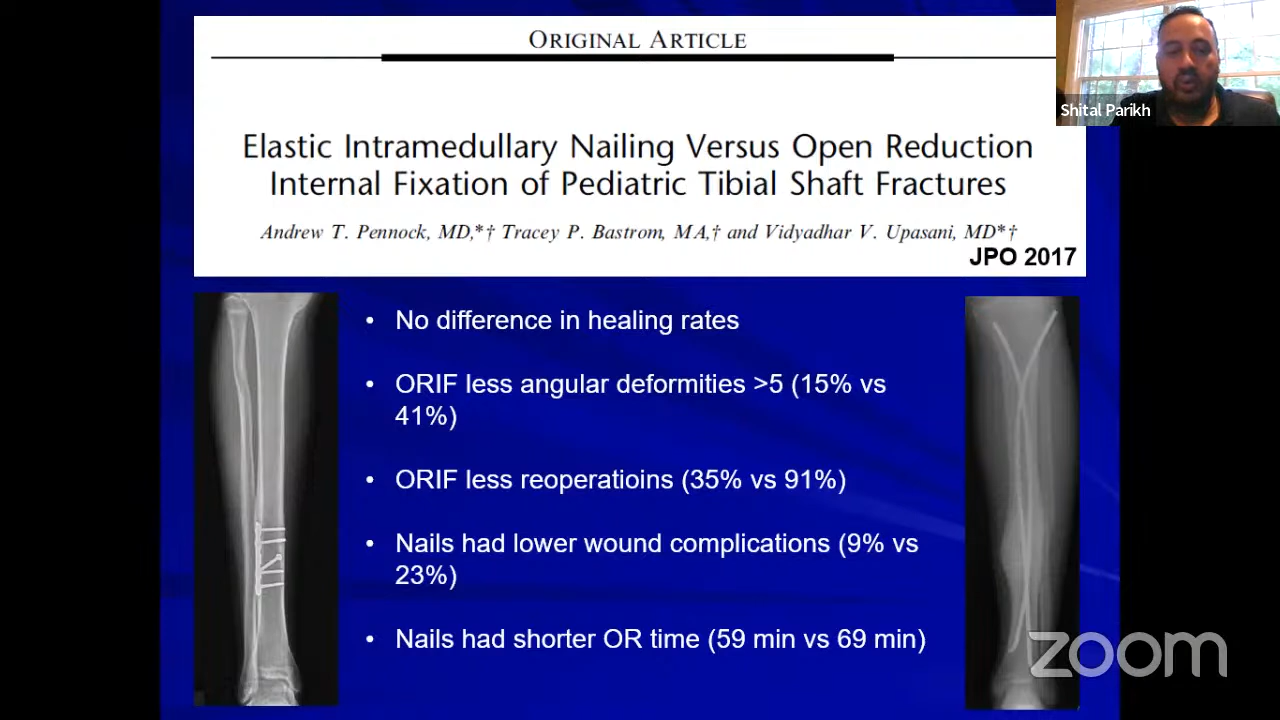 ORIGINAL ARTICLE
Shital Parikh
Elastic Intramedullary Nailing Versus Open Reduction
Internal Fixation of Pediatric Tibial Shaft Fractures
Andrew T. Pennock, MD,*† Tracey P. Bastrom, MA,† and Vidyadhar V. Upasani, MD*†
JPO 2017
• No difference in healing rates
• ORIF less angular deformities >5 (15% vs
41%)
• ORIF less reoperatioins (35% vs 91%)
• Nails had lower wound complications (9% vs
23%)
• Nails had shorter OR time (59 min vs 69 min)
zoom